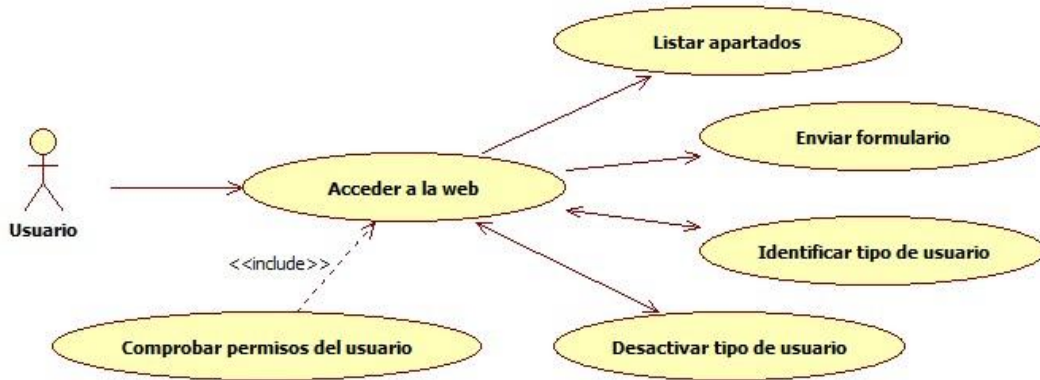 Listar apartados
Enviar formulario
Acceder a la web
Usuario
Identificar tipo de usuario
<<include>>
Comprobar permisos del usuario
Desactivar tipo de usuario